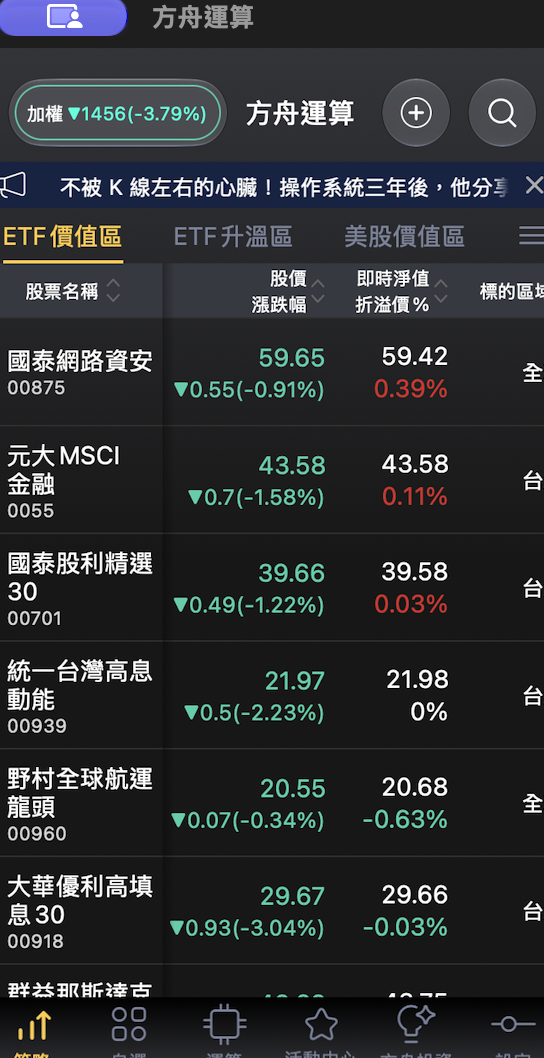 方舟運算
加權 ▼1456(-3.79%)
方舟運算
不被 K 線左右的心臟！操作系統三年後，他分享
ETF價值區 ETF升溫區 美股價值區
股票名稱 股價 漲跌幅 即時淨值 折溢價% 標的區域
國泰網路資安
00875
59.65
▼0.55(-0.91%)
59.42
0.39%
全
元大MSCI
金融
0055
43.58
▼0.7(-1.58%)
43.58
0.11%
台
國泰股利精選
30
00701
39.66
▼0.49(-1.22%)
39.58
0.03%
台
統一台灣高息
動能
00939
21.97
▼0.5(-2.23%)
21.98
0%
台
野村全球航運
龍頭
00960
20.55
▼0.07(-0.34%)
20.68
-0.63%
全
大華優利高填
息30
00918
29.67
▼0.93(-3.04%)
29.66
-0.03%
台
群益那斯達克